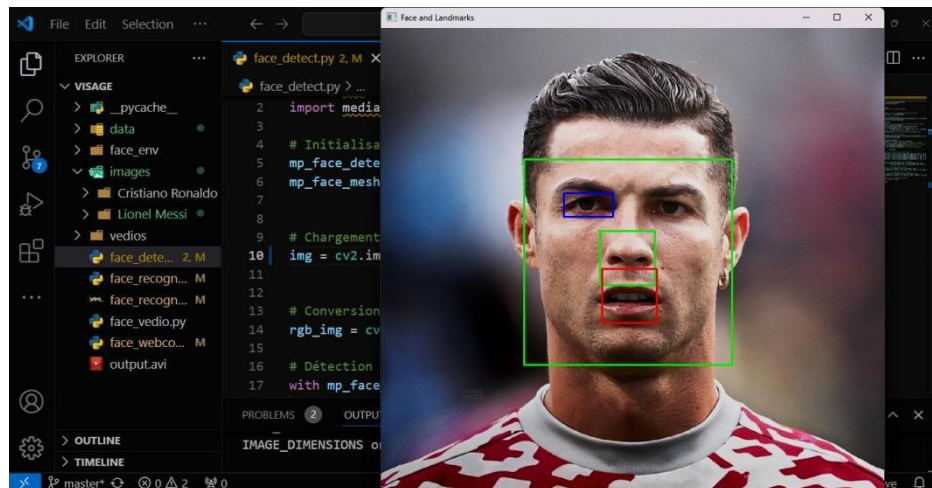 File Edit Selection ...
Face and Landmarks
EXPLORER ...
face_detect.py 2, M
VISAGE
face_detect.py > ...
__pycache__
data
face_env
images
Cristiano Ronaldo
Lionel Messi
vedios
face_dete... 2, M
face_recogn... M
face_recogn... M
face_vedio.py
face_webco... M
output.avi
OUTLINE
TIMELINE
2 import media
3
4 # Initialisa
5 mp_face_dete
6 mp_face_mesh
7
8
9 # Chargement
10 img = cv2.im
11
12
13 # Conversion
14 rgb_img = cv
15
16 # Détection
17 with mp_face
PROBLEMS 2 OUTPU
IMAGE_DIMENSIONS
7
master* 0 2 0